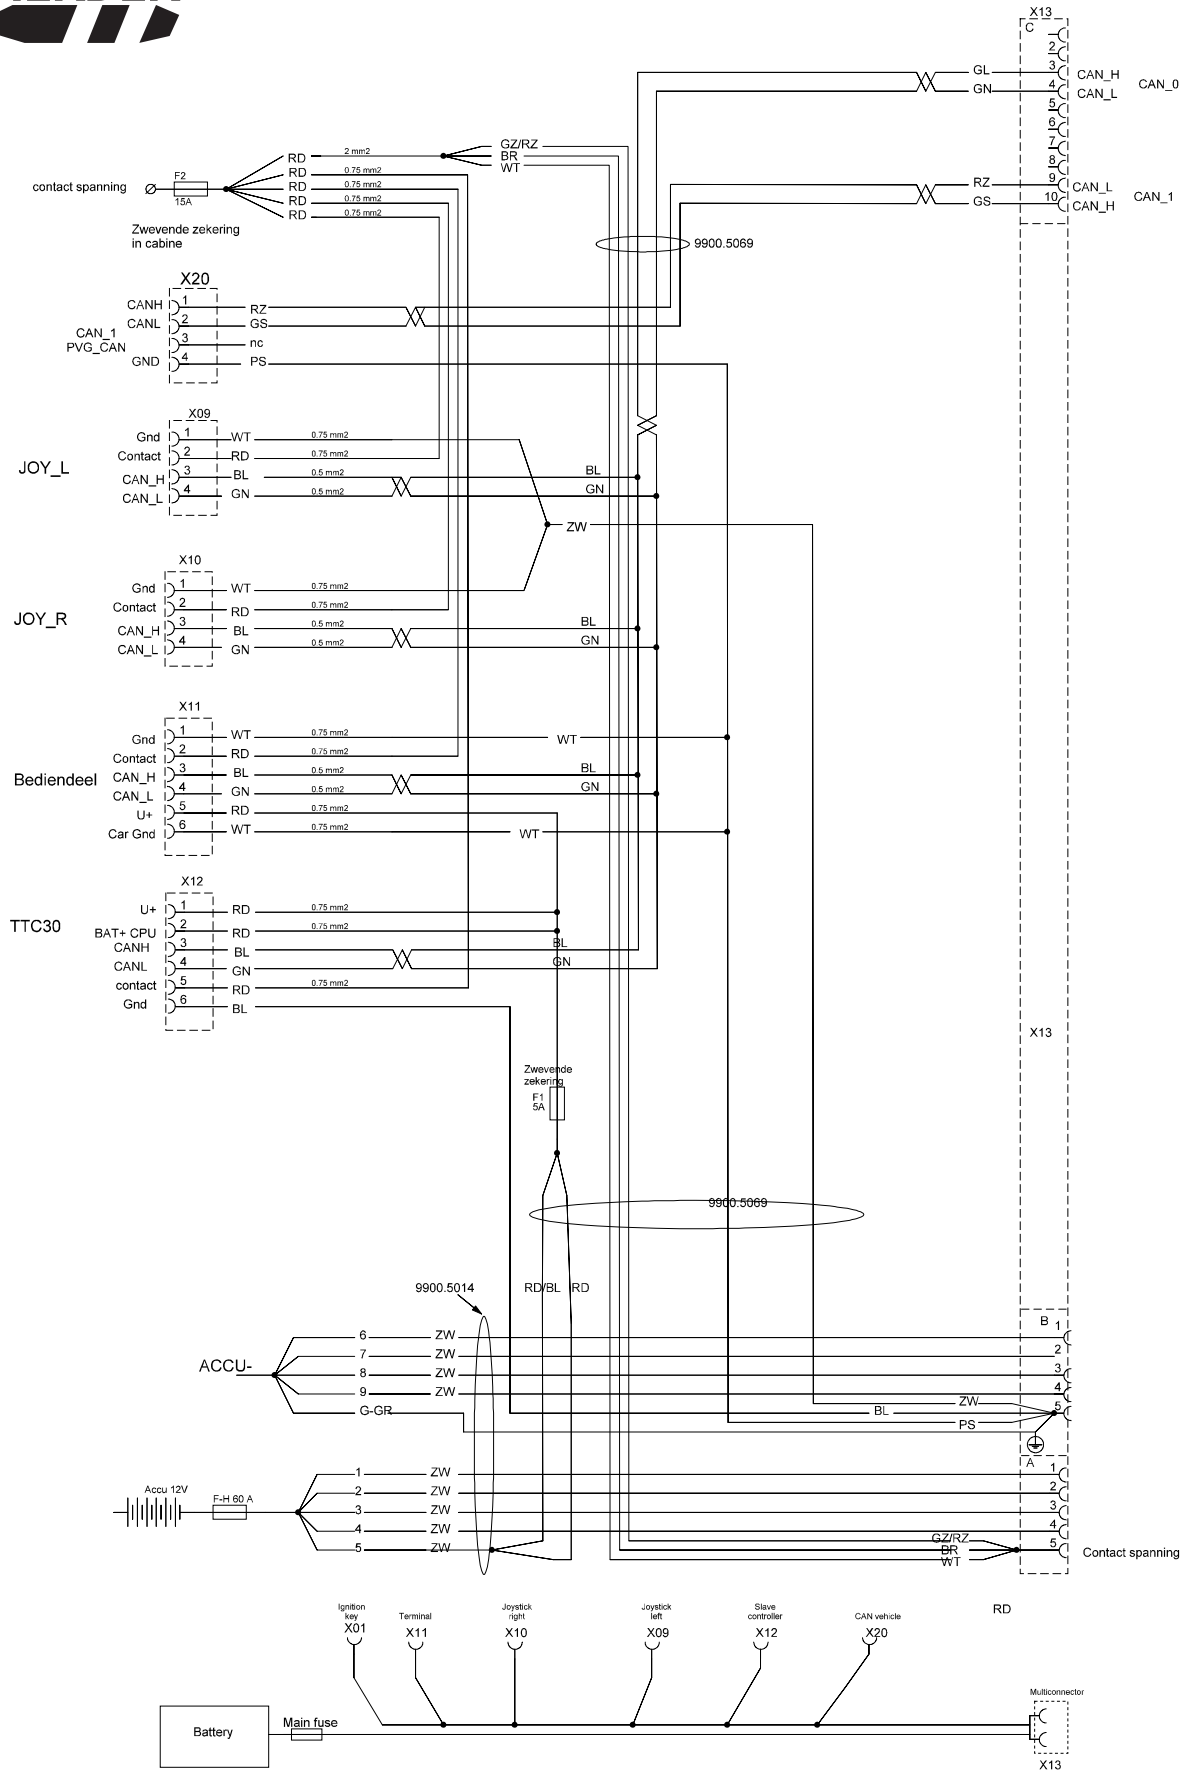 X13
C
2
3
4
5
6
7
8
9
10
GL
GN
CAN_H
CAN_L
CAN_0
RZ
GS
CAN_L
CAN_H
CAN_1
contact spanning
F2
15A
Zwevende zekering
in cabine
RD 2 mm2
RD 0.75 mm2
RD 0.75 mm2
RD 0.75 mm2
RD 0.75 mm2
GZ/RZ
BR
WT
9900.5069
X20
CANH 1 RZ
CANL 2 GS
CAN_1
PVG_CAN
3 nc
GND 4 PS
X09
JOY_L
Gnd 1 WT 0.75 mm2
Contact 2 RD 0.75 mm2
CAN_H 3 BL 0.5 mm2 BL
CAN_L 4 GN 0.5 mm2 GN
ZW
X10
JOY_R
Gnd 1 WT 0.75 mm2
Contact 2 RD 0.75 mm2
CAN_H 3 BL 0.5 mm2 BL
CAN_L 4 GN 0.5 mm2 GN
X11
Bediendeel
Gnd 1 WT 0.75 mm2 WT
Contact 2 RD 0.75 mm2
CAN_H 3 BL 0.5 mm2 BL
CAN_L 4 GN 0.5 mm2 GN
U+ 5 RD 0.75 mm2
Car Gnd 6 WT 0.75 mm2 WT
X12
TTC30
U+ 1 RD 0.75 mm2
BAT+ CPU 2 RD 0.75 mm2
CANH 3 BL BL
CANL 4 GN GN
contact 5 RD 0.75 mm2
Gnd 6 BL
X13
Zwevende
zekering
F1
5A
9900.5069
9900.5014
RD/BL RD
ACCU-
6 ZW
7 ZW
8 ZW
9 ZW
G-GR
B
1
2
3
4
5
ZW
BL
PS
A
Accu 12V
F-H 60 A
1 ZW 1
2 ZW 2
3 ZW 3
4 ZW 4
5 ZW 5
GZ/RZ
BR
WT
Contact spanning
RD
Ignition
key
X01
Terminal
X11
Joystick
right
X10
Joystick
left
X09
Slave
controller
X12
CAN vehicle
X20
Multiconnector
X13
Battery
Main fuse